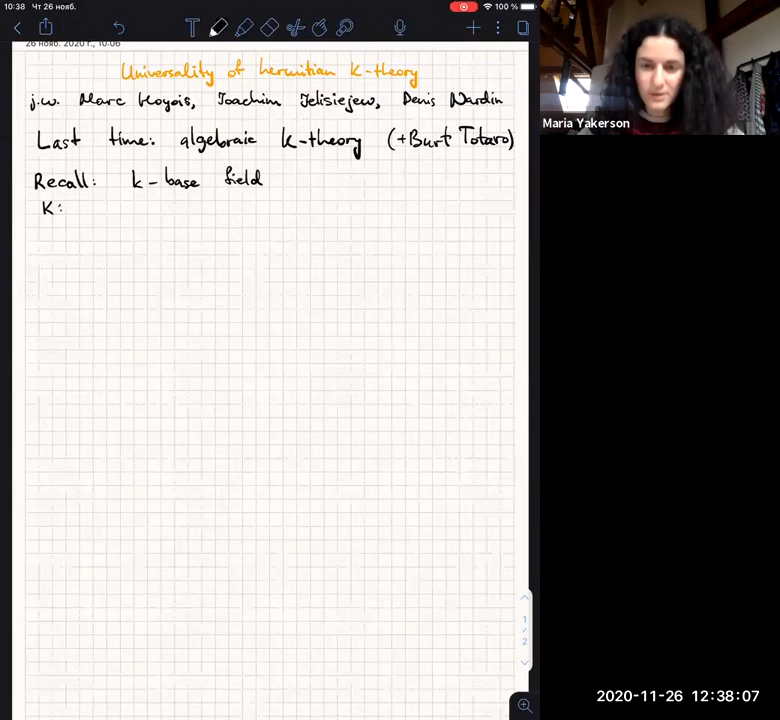 10:38 Чт 26 нояб.
100 %
26 нояб. 2020 г., 10:06
Universality of hermitian K-theory
j.w. Marc Hoyois, Joachim Jelisiejew, Denis Nardin
Last time: algebraic K-theory (+Burt Totaro)
Recall: k - base field
K:
Maria Yakerson
1
/
2
2020-11-26 12:38:07